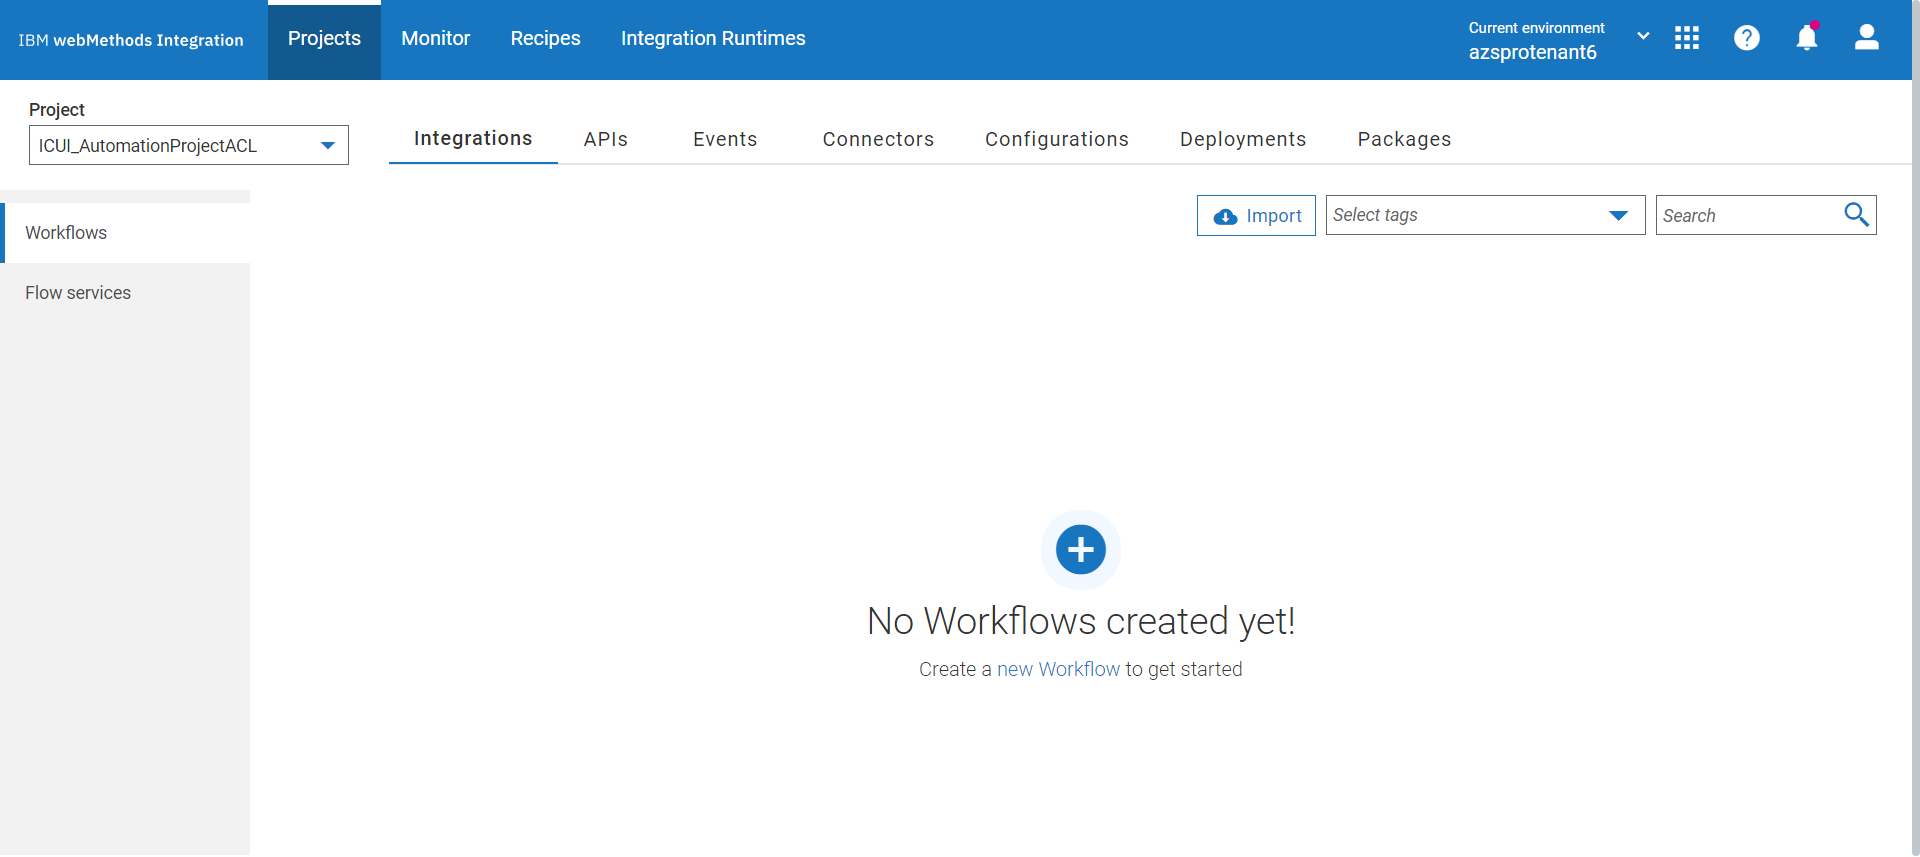 IBM webMethods Integration
Projects
Monitor
Recipes
Integration Runtimes
Current environment
azsprotenant6
Project
ICUI_AutomationProjectACL
Integrations
APIs
Events
Connectors
Configurations
Deployments
Packages
Workflows
Flow services
Import
Select tags
Search
No Workflows created yet!
Create a new Workflow to get started